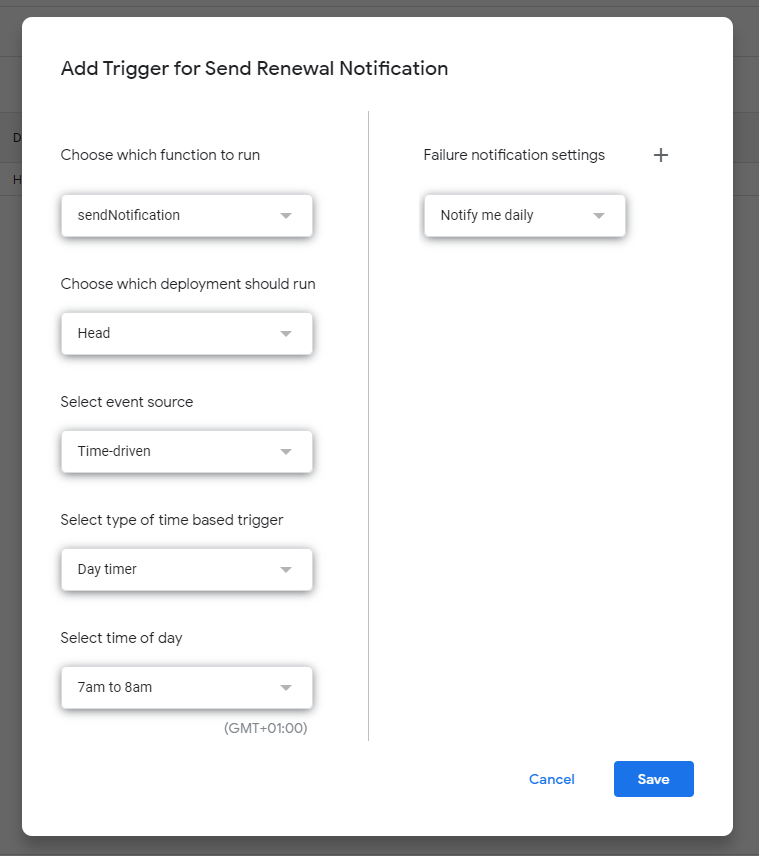 Add Trigger for Send Renewal Notification
Choose which function to run
sendNotification
Choose which deployment should run
Head
Select event source
Time-driven
Select type of time based trigger
Day timer
Select time of day
7am to 8am
(GMT+01:00)
Failure notification settings
Notify me daily
Cancel
Save
D
H